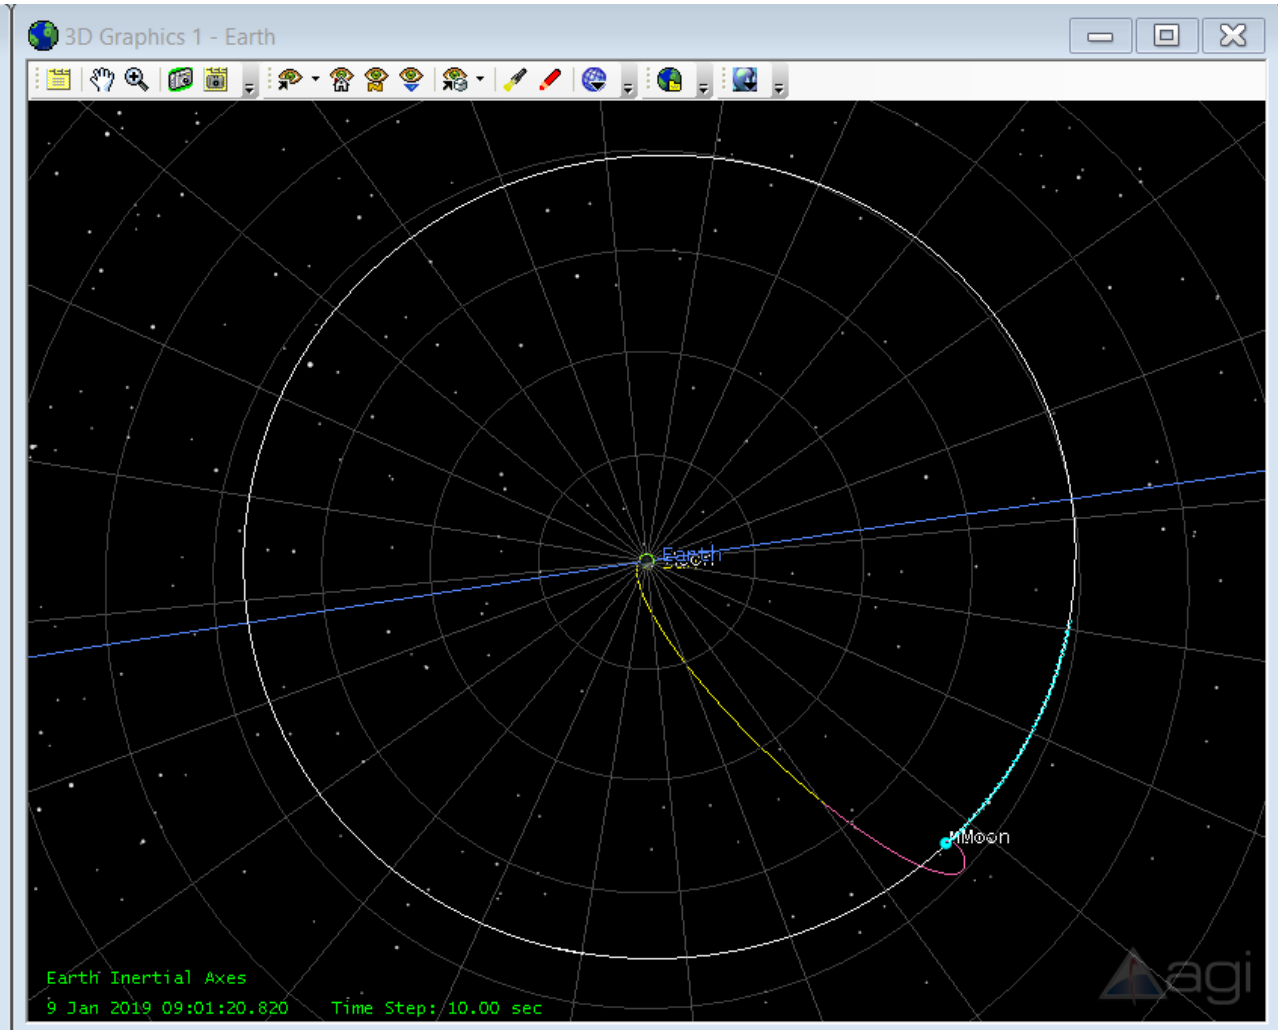 3D Graphics 1 - Earth
Earth
MMoon
Earth Inertial Axes
9 Jan 2019 09:01:20.820 Time Step: 10.00 sec
agi